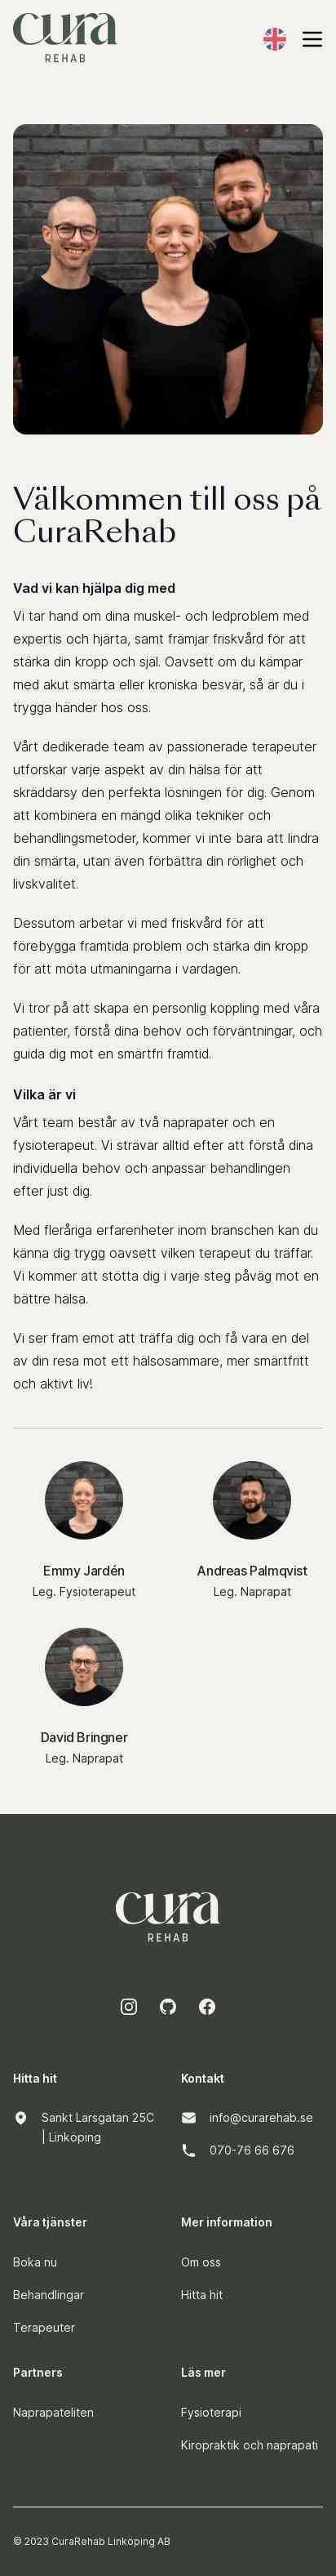 cura
REHAB
Välkommen till oss på
CuraRehab
Vad vi kan hjälpa dig med
Vi tar hand om dina muskel- och ledproblem med
expertis och hjärta, samt främjar friskvård för att
stärka din kropp och själ. Oavsett om du kämpar
med akut smärta eller kroniska besvär, så är du i
trygga händer hos oss.
Vårt dedikerade team av passionerade terapeuter
utforskar varje aspekt av din hälsa för att
skräddarsy den perfekta lösningen för dig. Genom
att kombinera en mängd olika tekniker och
behandlingsmetoder, kommer vi inte bara att lindra
din smärta, utan även förbättra din rörlighet och
livskvalitet.
Dessutom arbetar vi med friskvård för att
förebygga framtida problem och stärka din kropp
för att möta utmaningarna i vardagen.
Vi tror på att skapa en personlig koppling med våra
patienter, förstå dina behov och förväntningar, och
guida dig mot en smärtfri framtid.
Vilka är vi
Vårt team består av två naprapater och en
fysioterapeut. Vi strävar alltid efter att förstå dina
individuella behov och anpassar behandlingen
efter just dig.
Med fleråriga erfarenheter inom branschen kan du
känna dig trygg oavsett vilken terapeut du träffar.
Vi kommer att stötta dig i varje steg påväg mot en
bättre hälsa.
Vi ser fram emot att träffa dig och få vara en del
av din resa mot ett hälsosammare, mer smärtfritt
och aktivt liv!
Emmy Jardén
Leg. Fysioterapeut
Andreas Palmqvist
Leg. Naprapat
David Bringner
Leg. Naprapat
cura
REHAB
Hitta hit
Sankt Larsgatan 25C
| Linköping
Kontakt
info@curarehab.se
070-76 66 676
Våra tjänster
Boka nu
Behandlingar
Terapeuter
Mer information
Om oss
Hitta hit
Partners
Naprapateliten
Läs mer
Fysioterapi
Kiropraktik och naprapati
© 2023 CuraRehab Linköping AB